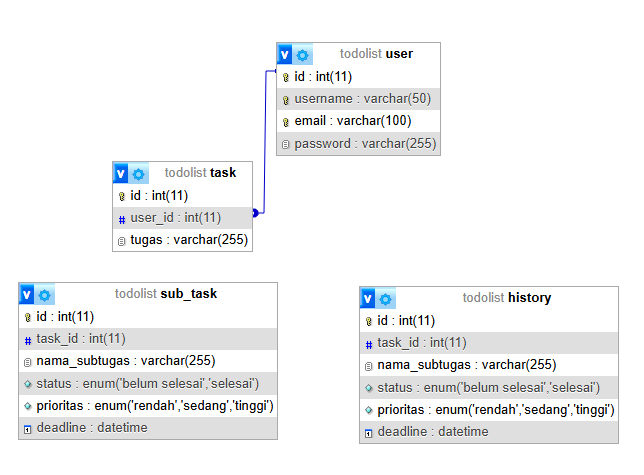 todolist user
id : int(11)
username : varchar(50)
email : varchar(100)
password : varchar(255)
todolist task
id : int(11)
# user_id : int(11)
tugas : varchar(255)
todolist sub_task
id : int(11)
# task_id : int(11)
nama_subtugas : varchar(255)
status : enum('belum selesai','selesai')
prioritas : enum('rendah','sedang','tinggi')
deadline : datetime
todolist history
id : int(11)
# task_id : int(11)
nama_subtugas : varchar(255)
status : enum('belum selesai','selesai')
prioritas : enum('rendah','sedang','tinggi')
deadline : datetime